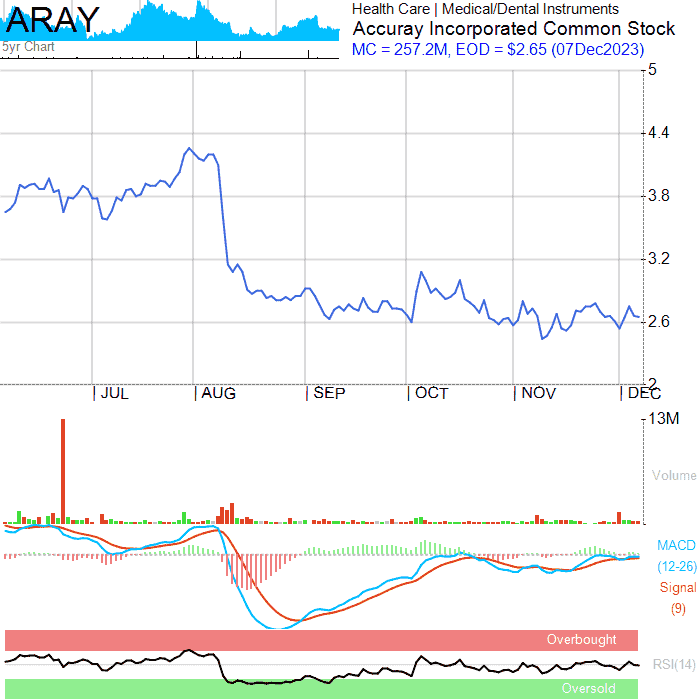 ARAY
5yr Chart
Health Care | Medical/Dental Instruments
Accuray Incorporated Common Stock
MC = 257.2M, EOD = $2.65 (07Dec2023)
5
4.4
3.8
3.2
2.6
2
JUL
AUG
SEP
OCT
NOV
DEC
13M
Volume
MACD
(12-26)
Signal
(9)
Overbought
RSI(14)
Oversold